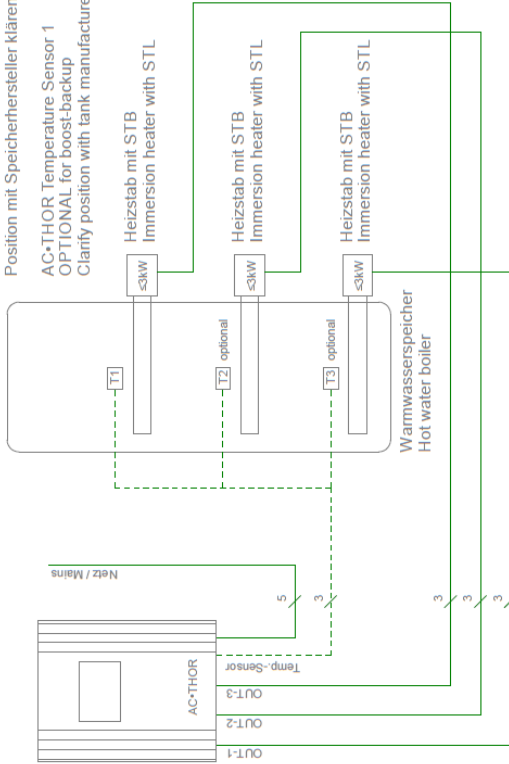 Position mit Speicherhersteller klären
AC•THOR Temperature Sensor 1
OPTIONAL for boost-backup
Clarify position with tank manufacture
Heizstab mit STB
Immersion heater with STL
≤3kW
T1
Heizstab mit STB
Immersion heater with STL
≤3kW
T2 optional
Heizstab mit STB
Immersion heater with STL
≤3kW
T3 optional
Warmwasserspeicher
Hot water boiler
Netz / Mains
5
3
3
3
3
AC•THOR
Temp.-Sensor
OUT-3
OUT-2
OUT-1